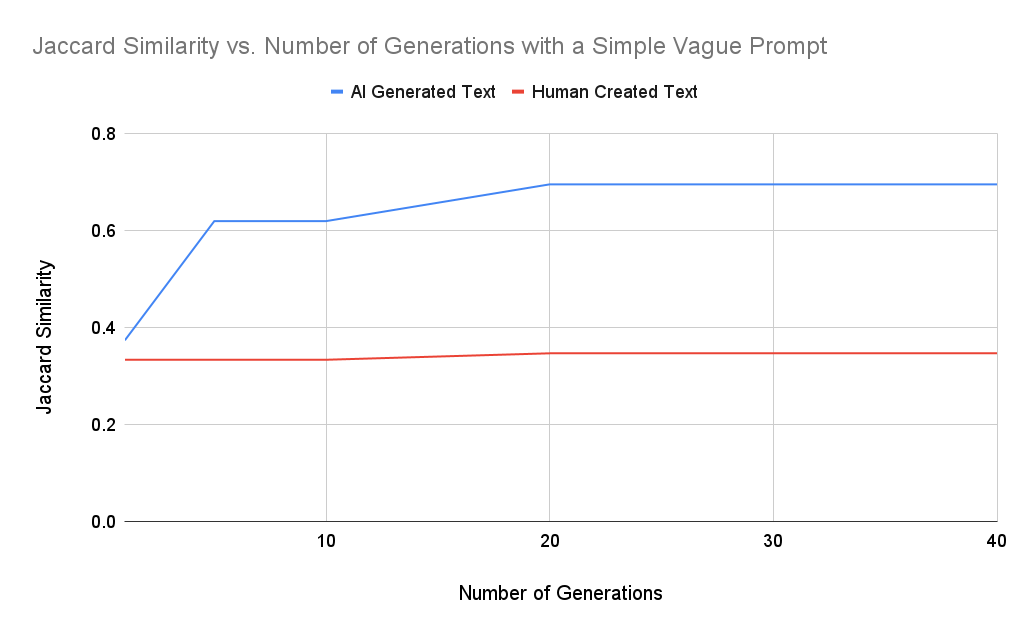 Jaccard Similarity vs. Number of Generations with a Simple Vague Prompt
AI Generated Text Human Created Text
0.8
0.6
0.4
0.2
0.0
Jaccard Similarity
10 20 30 40
Number of Generations